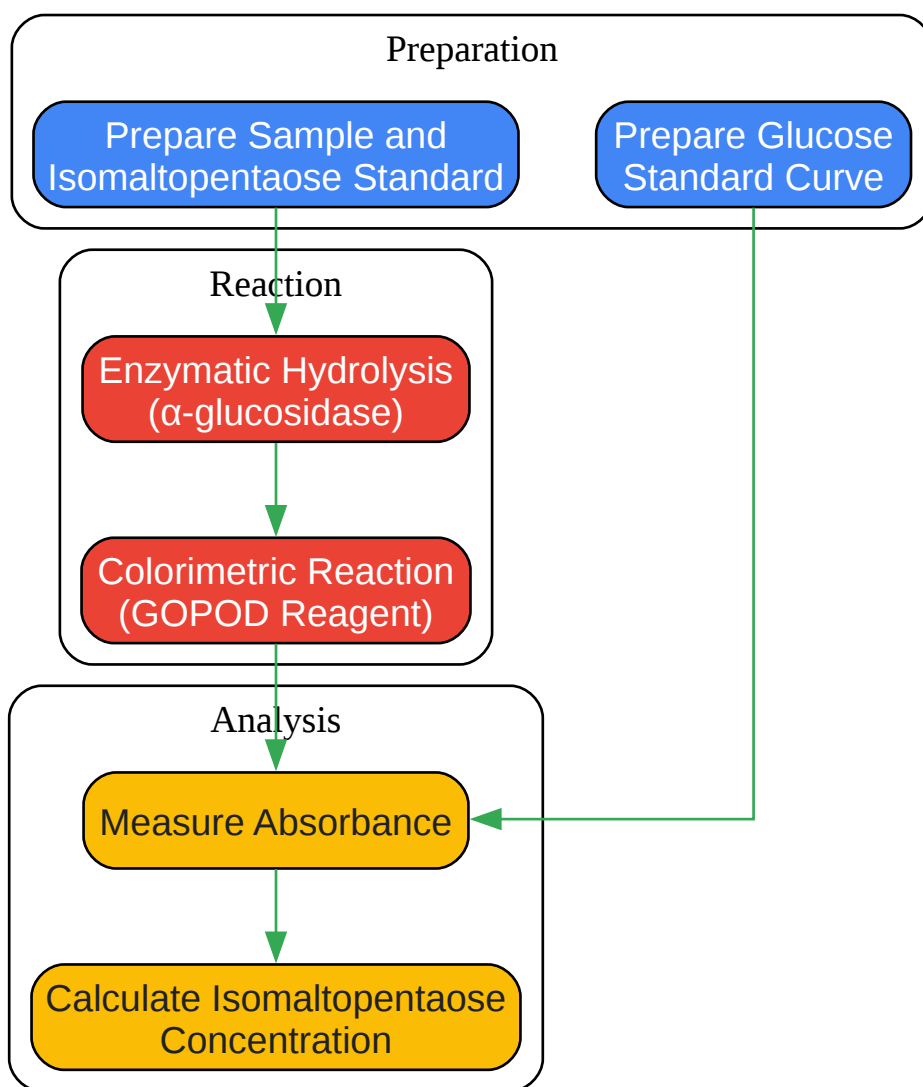 Preparation
Prepare Sample and
Isomaltopentaose Standard
Prepare Glucose
Standard Curve
Reaction
Enzymatic Hydrolysis
(α-glucosidase)
Colorimetric Reaction
(GOPOD Reagent)
Analysis
Measure Absorbance
Calculate Isomaltopentaose
Concentration